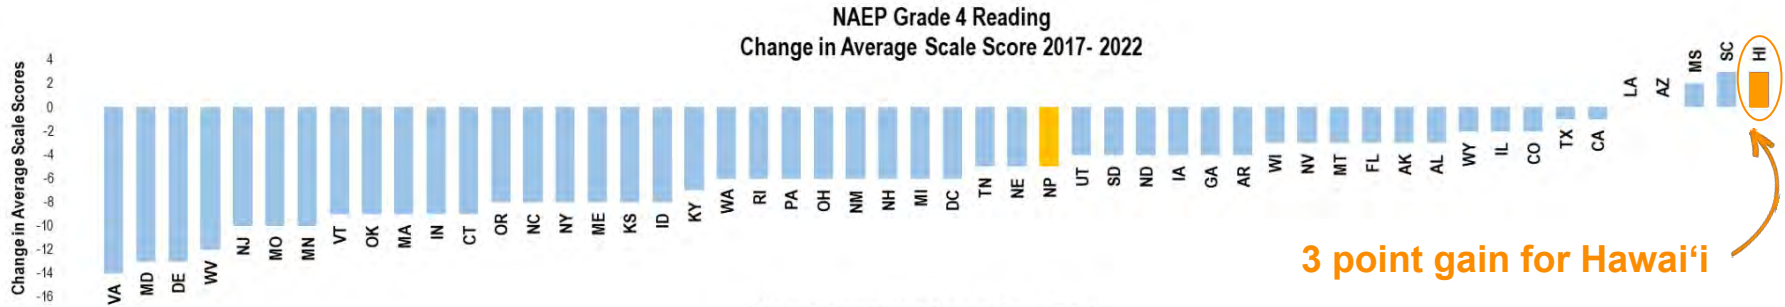 NAEP Grade 4 Reading
Change in Average Scale Score 2017- 2022
Change in Average Scale Scores
4
2
0
-2
-4
-6
-8
-10
-12
-14
-16
VA
MD
DE
WV
NJ
MO
MN
VT
OK
MA
IN
CT
OR
NC
NY
ME
KS
ID
KY
WA
RI
PA
OH
NM
NH
MI
DC
TN
NE
NP
UT
SD
ND
IA
GA
AR
WI
NV
MT
FL
AK
AL
WY
IL
CO
TX
CA
LA
AZ
MS
SC
HI
3 point gain for Hawaiʻi